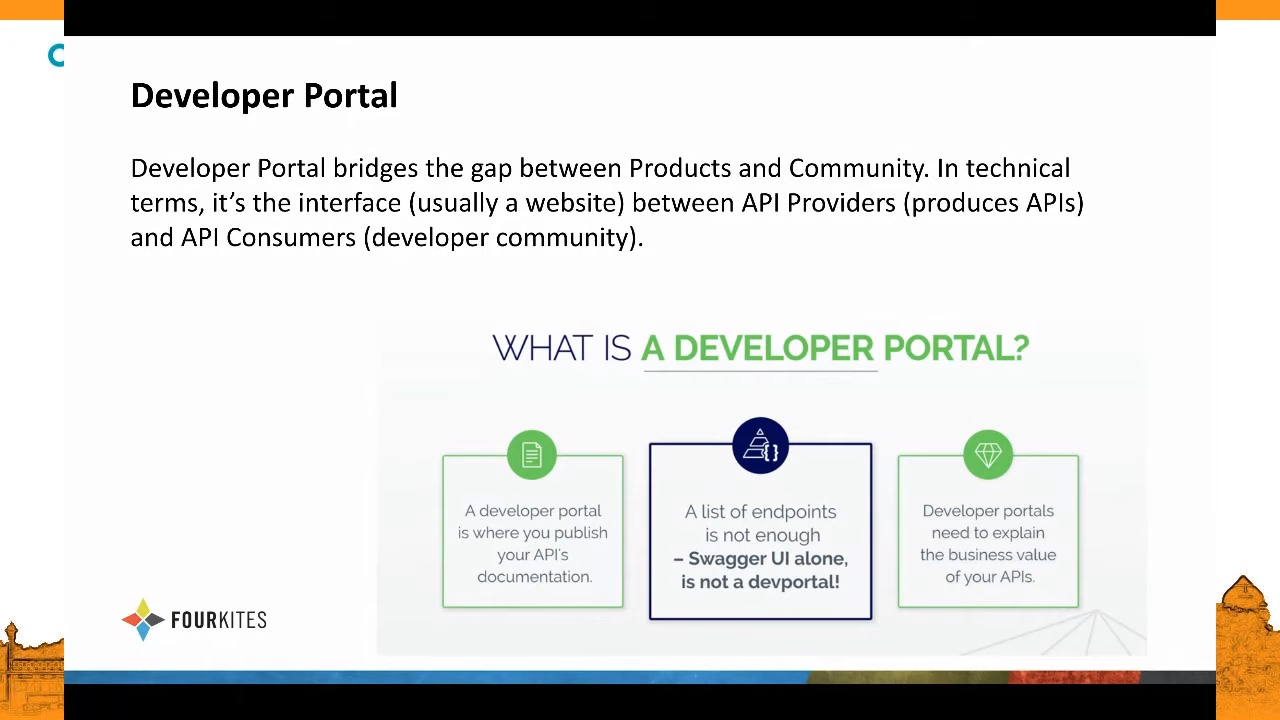 Developer Portal
Developer Portal bridges the gap between Products and Community. In technical
terms, it’s the interface (usually a website) between API Providers (produces APIs)
and API Consumers (developer community).
WHAT IS A DEVELOPER PORTAL?
A developer portal
is where you publish
your API's
documentation.
A list of endpoints
is not enough
– Swagger UI alone,
is not a devportal!
Developer portals
need to explain
the business value
of your APIs.
FOURKITES